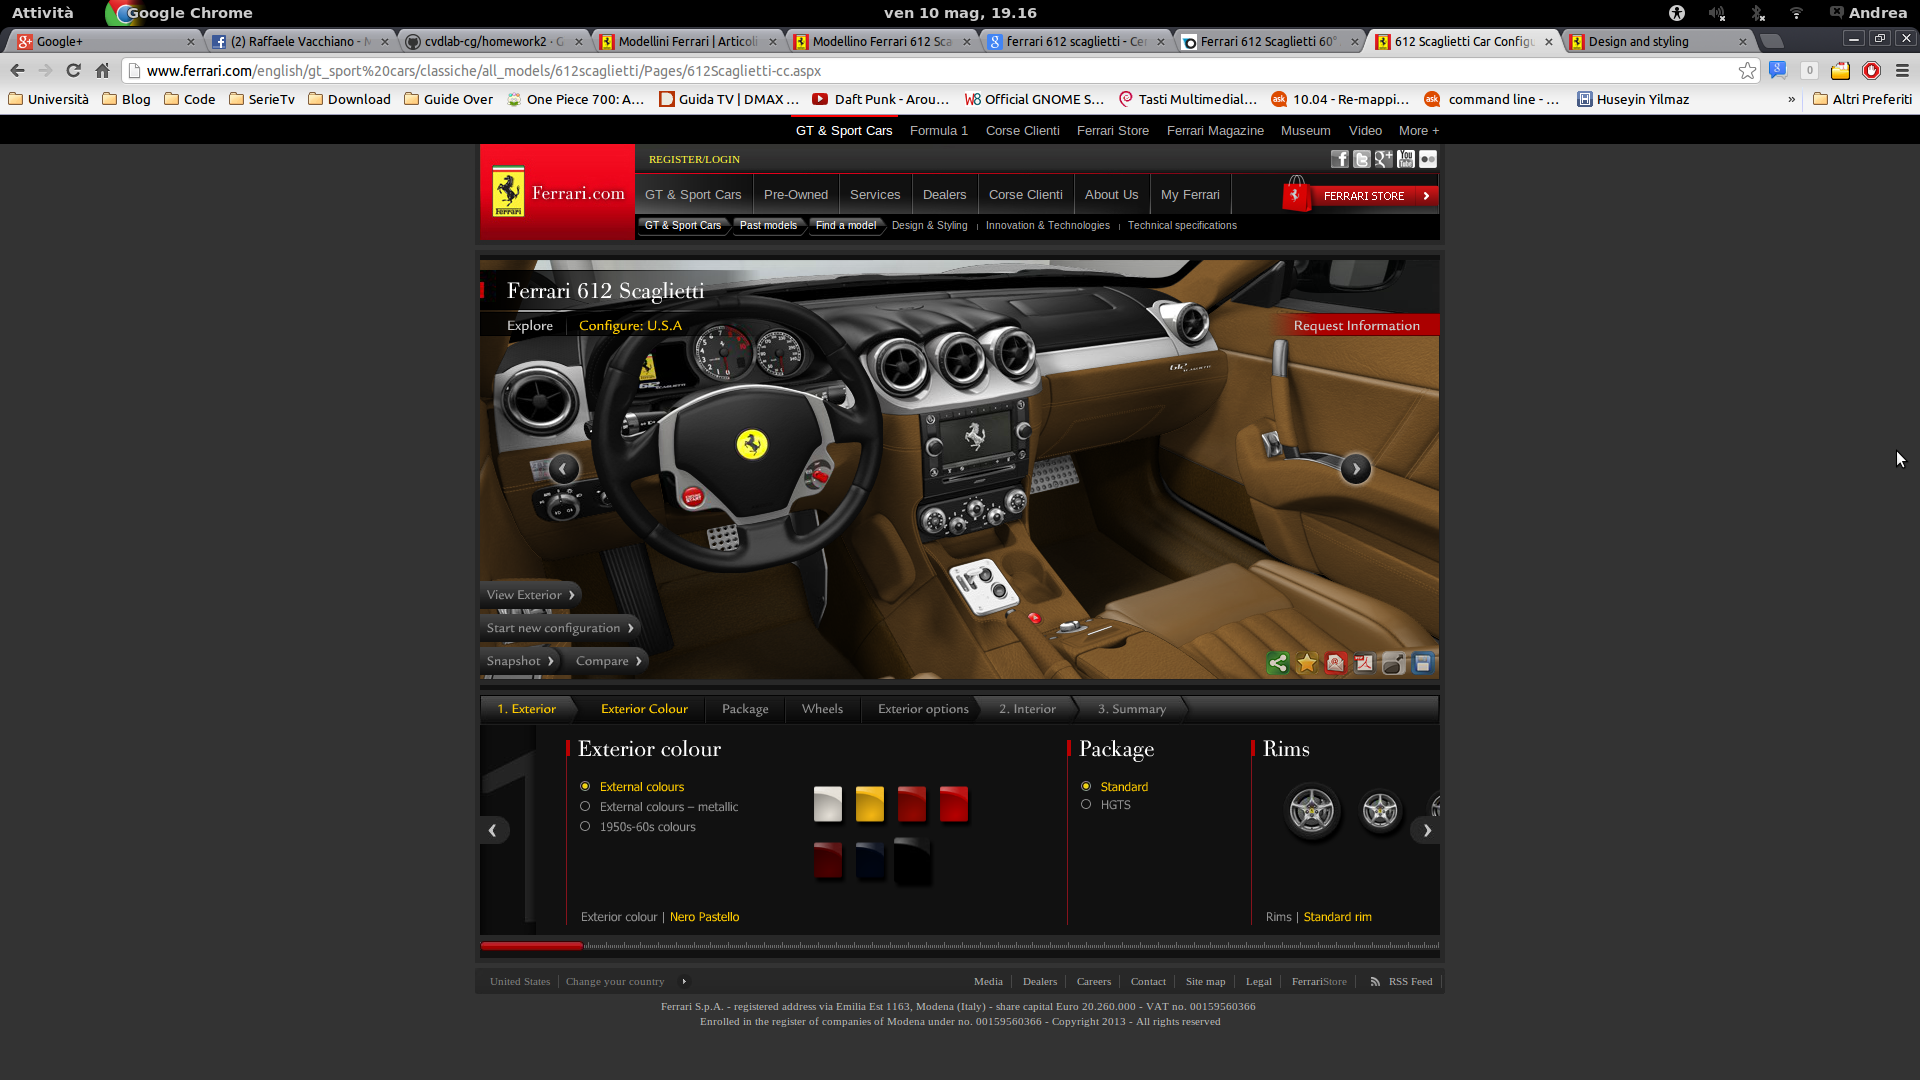 Attività
Google Chrome
ven 10 mag, 19.16
Andrea
Google+
(2) Raffaele Vacchiano - M
cvdlab-cg/homework2 · G
Modellini Ferrari | Articoli
Modellino Ferrari 612 Sca
ferrari 612 scaglietti - Cer
Ferrari 612 Scaglietti 60°
612 Scaglietti Car Configu
Design and styling
www.ferrari.com/english/gt_sport%20cars/classiche/all_models/612scaglietti/Pages/612Scaglietti-cc.aspx
0
Università
Blog
Code
SerieTv
Download
Guide Over
One Piece 700: A...
Guida TV | DMAX ...
Daft Punk - Arou...
Official GNOME S...
Tasti Multimedial...
10.04 - Re-mappi...
command line - ...
Huseyin Yilmaz
»
Altri Preferiti
GT & Sport Cars
Formula 1
Corse Clienti
Ferrari Store
Ferrari Magazine
Museum
Video
More +
Ferrari.com
REGISTER/LOGIN
GT & Sport Cars
Pre-Owned
Services
Dealers
Corse Clienti
About Us
My Ferrari
FERRARI STORE
GT & Sport Cars
Past models
Find a model
Design & Styling
Innovation & Technologies
Technical specifications
Ferrari 612 Scaglietti
Explore
Configure: U.S.A
Request Information
View Exterior
Start new configuration
Snapshot
Compare
1. Exterior
Exterior Colour
Package
Wheels
Exterior options
2. Interior
3. Summary
Exterior colour
External colours
External colours – metallic
1950s-60s colours
Exterior colour | Nero Pastello
Package
Standard
HGTS
Rims
Rims | Standard rim
United States
Change your country
Media
Dealers
Careers
Contact
Site map
Legal
FerrariStore
RSS Feed
Ferrari S.p.A. - registered address via Emilia Est 1163, Modena (Italy) - share capital Euro 20.260.000 - VAT no. 00159560366
Enrolled in the register of companies of Modena under no. 00159560366 - Copyright 2013 - All rights reserved